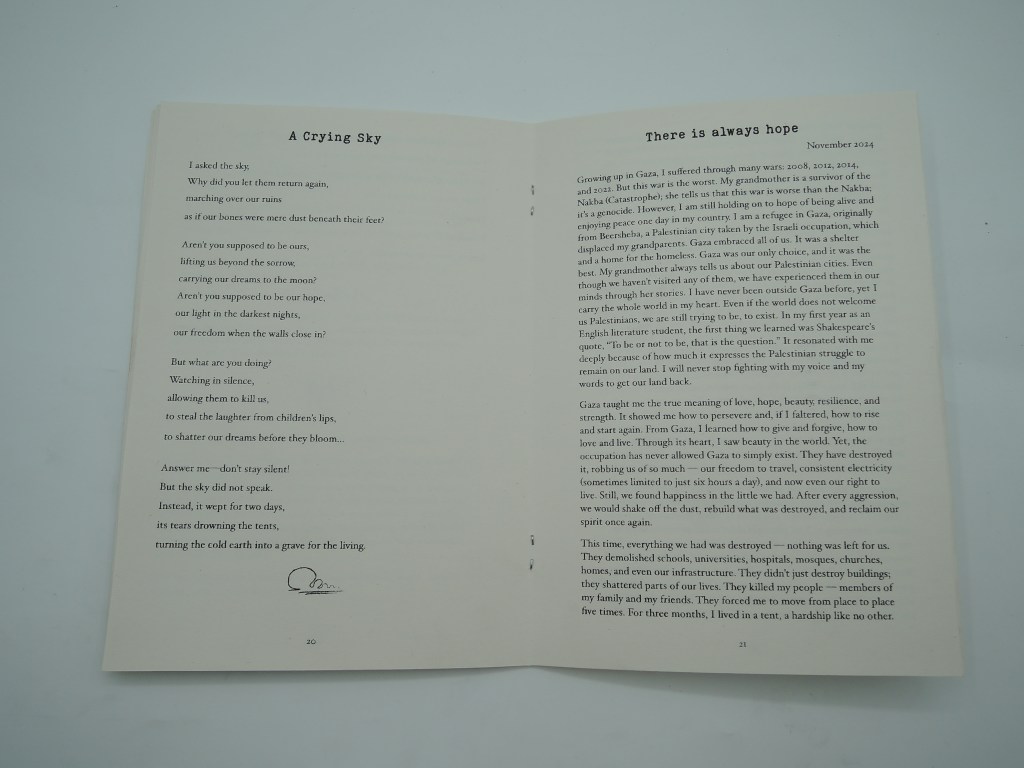 A Crying Sky
I asked the sky,
Why did you let them return again,
marching over our ruins
as if our bones were mere dust beneath their feet?
Aren't you supposed to be ours,
lifting us beyond the sorrow,
carrying our dreams to the moon?
Aren't you supposed to be our hope,
our light in the darkest nights,
our freedom when the walls close in?
But what are you doing?
Watching in silence,
allowing them to kill us,
to steal the laughter from children's lips,
to shatter our dreams before they bloom...
Answer me—don't stay silent!
But the sky did not speak.
Instead, it wept for two days,
its tears drowning the tents,
turning the cold earth into a grave for the living.
20
There is always hope
November 2024
Growing up in Gaza, I suffered through many wars: 2008, 2012, 2014,
and 2021. But this war is the worst. My grandmother is a survivor of the
Nakba (Catastrophe); she tells us that this war is worse than the Nakba;
it's a genocide. However, I am still holding on to hope of being alive and
enjoying peace one day in my country. I am a refugee in Gaza, originally
from Beersheba, a Palestinian city taken by the Israeli occupation, which
displaced my grandparents. Gaza embraced all of us. It was a shelter
and a home for the homeless. Gaza was our only choice, and it was the
best. My grandmother always tells us about our Palestinian cities. Even
though we haven't visited any of them, we have experienced them in our
minds through her stories. I have never been outside Gaza before, yet I
carry the whole world in my heart. Even if the world does not welcome
us Palestinians, we are still trying to be, to exist. In my first year as an
English literature student, the first thing we learned was Shakespeare's
quote, "To be or not to be, that is the question." It resonated with me
deeply because of how much it expresses the Palestinian struggle to
remain on our land. I will never stop fighting with my voice and my
words to get our land back.
Gaza taught me the true meaning of love, hope, beauty, resilience, and
strength. It showed me how to persevere and, if I faltered, how to rise
and start again. From Gaza, I learned how to give and forgive, how to
love and live. Through its heart, I saw beauty in the world. Yet, the
occupation has never allowed Gaza to simply exist. They have destroyed
it, robbing us of so much — our freedom to travel, consistent electricity
(sometimes limited to just six hours a day), and now even our right to
live. Still, we found happiness in the little we had. After every aggression,
we would shake off the dust, rebuild what was destroyed, and reclaim our
spirit once again.
This time, everything we had was destroyed — nothing was left for us.
They demolished schools, universities, hospitals, mosques, churches,
homes, and even our infrastructure. They didn't just destroy buildings;
they shattered parts of our lives. They killed my people — members of
my family and my friends. They forced me to move from place to place
five times. For three months, I lived in a tent, a hardship like no other.
21